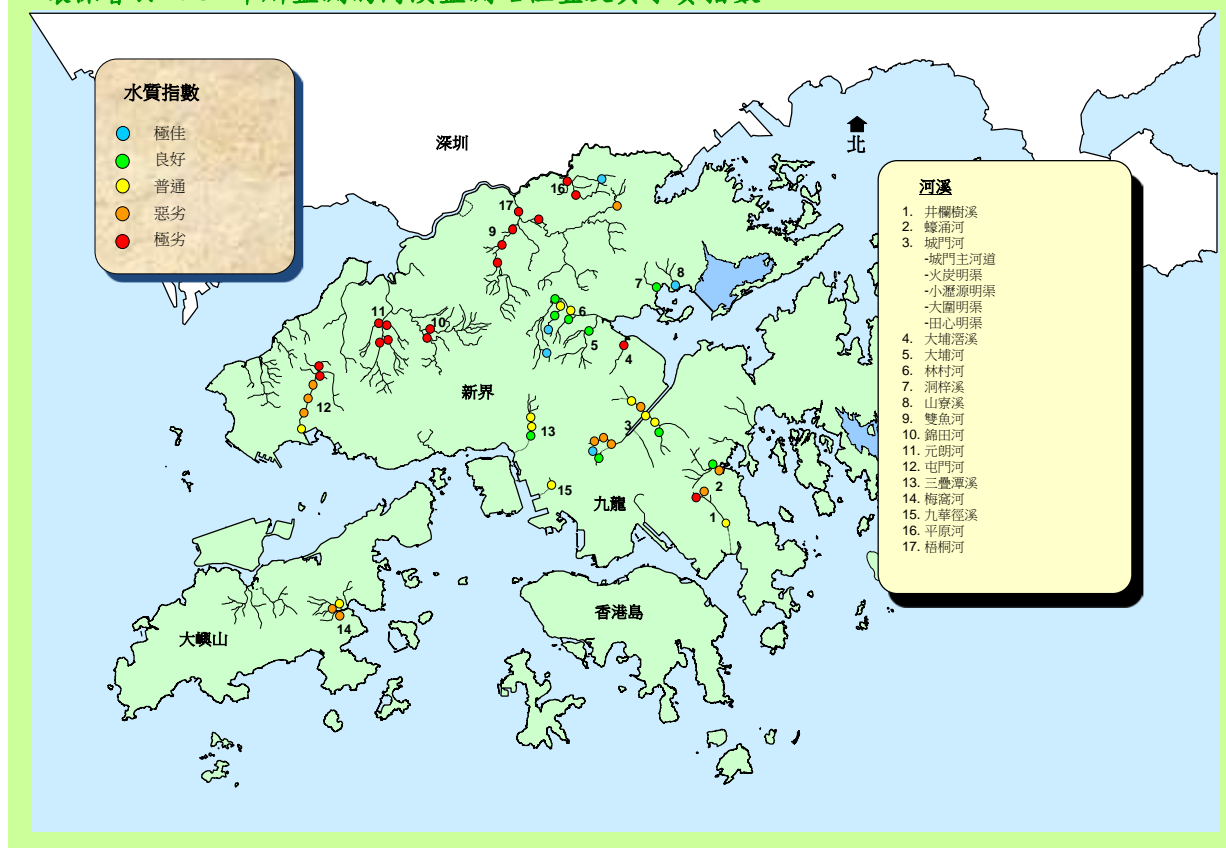 水質指數
極佳
良好
普通
惡劣
極劣
深圳
北
河溪
1. 井欄樹溪
2. 蠔涌河
3. 城門河
-城門主河道
-火炭明渠
-小瀝源明渠
-大圍明渠
-田心明渠
4. 大埔滘溪
5. 大埔河
6. 林村河
7. 洞梓溪
8. 山寮溪
9. 雙魚河
10. 錦田河
11. 元朗河
12. 屯門河
13. 三疊潭溪
14. 梅窩河
15. 九華徑溪
16. 平原河
17. 梧桐河
16
17
9
7
8
11
10
6
5
4
新界
12
13
3
15
九龍
2
1
香港島
大嶼山
14